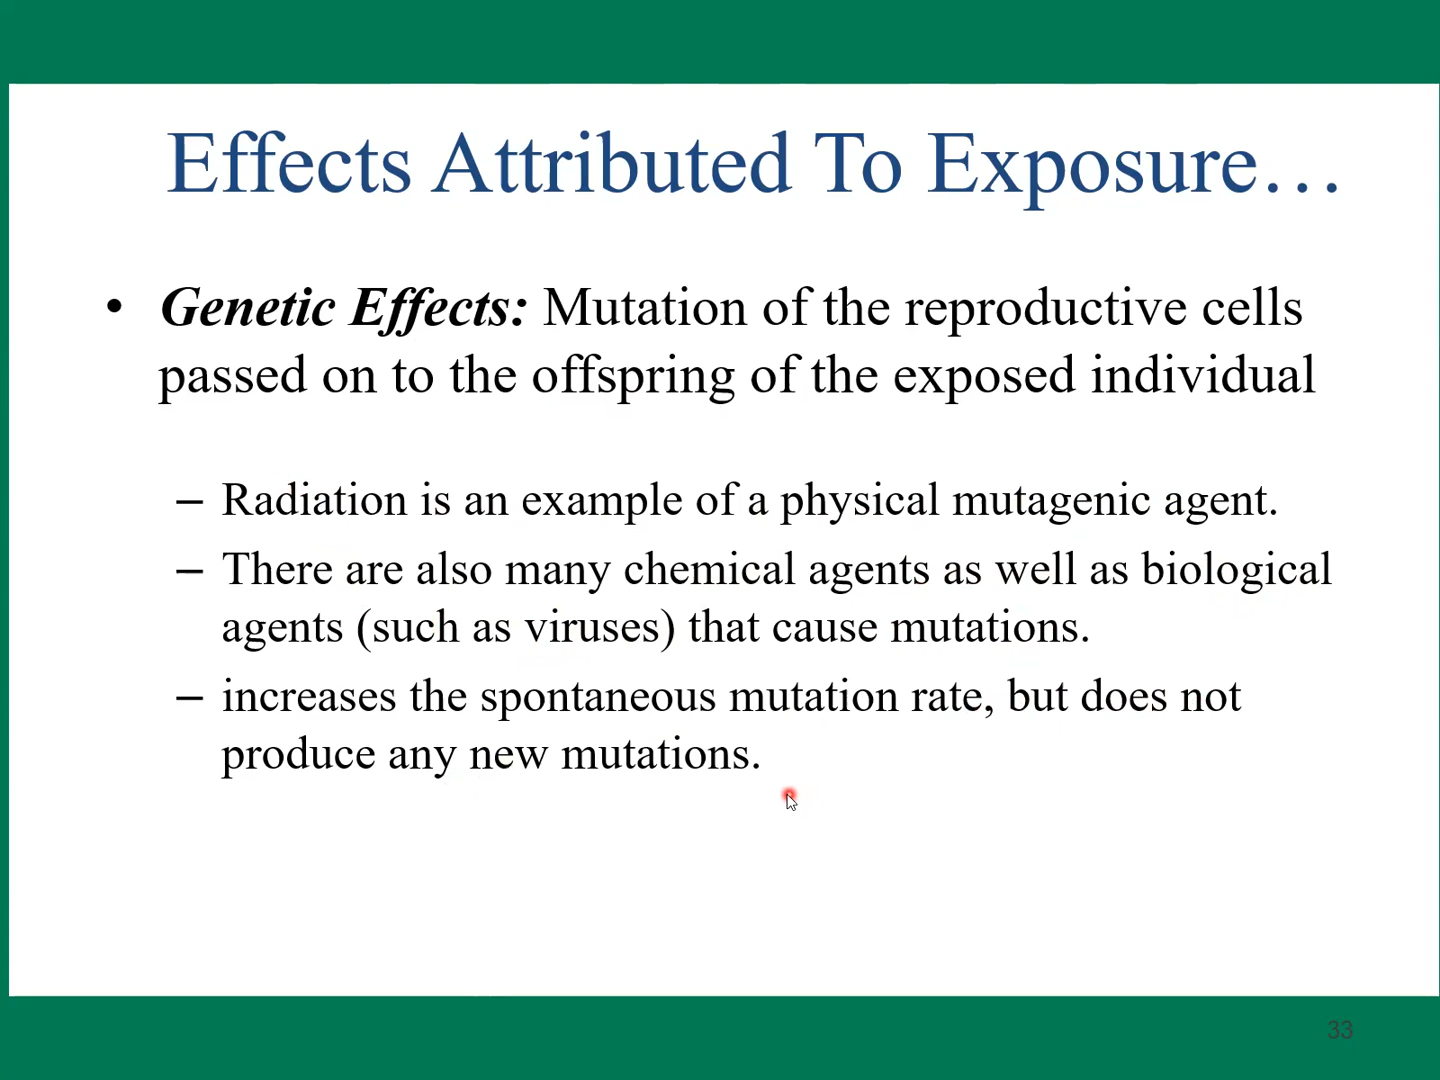 Effects Attributed To Exposure…
• Genetic Effects: Mutation of the reproductive cells
passed on to the offspring of the exposed individual
– Radiation is an example of a physical mutagenic agent.
– There are also many chemical agents as well as biological
agents (such as viruses) that cause mutations.
– increases the spontaneous mutation rate, but does not
produce any new mutations.
33